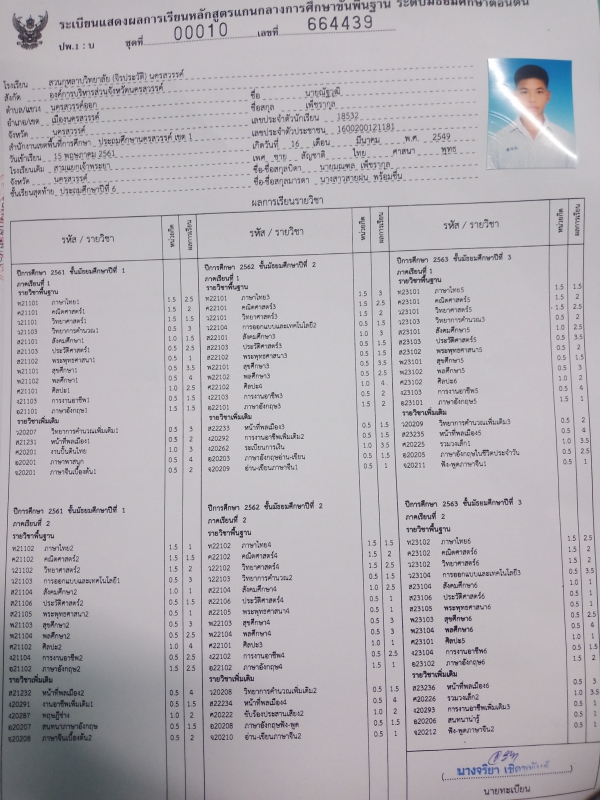 ระเบียนแสดงผลการเรียนหลักสูตรแกนกลางการศึกษาขั้นพื้นฐาน ระดับมัธยมศึกษาตอนต้น
ปพ.1 : บ ชุดที่ 00010 เลขที่ 664439
โรงเรียน สวนกุหลาบวิทยาลัย (จิรประวัติ) นครสวรรค์
สังกัด องค์การบริหารส่วนจังหวัดนครสวรรค์
ตำบล/แขวง นครสวรรค์ออก
อำเภอ/เขต เมืองนครสวรรค์
จังหวัด นครสวรรค์
สำนักงานเขตพื้นที่การศึกษา ประถมศึกษานครสวรรค์ เขต 1
วันเข้าเรียน 15 พฤษภาคม 2561
โรงเรียนเดิม สามแยกเจ้าพระยา
จังหวัด นครสวรรค์
ชั้นเรียนสุดท้าย ประถมศึกษาปีที่ 6
ชื่อ นายณัฐวุฒิ
ชื่อสกุล เพ็ชรากุล
เลขประจำตัวนักเรียน 18532
เลขประจำตัวประชาชน 1600200121181
เกิดวันที่ 16 เดือน มีนาคม พ.ศ. 2549
เพศ ชาย สัญชาติ ไทย ศาสนา พุทธ
ชื่อ-ชื่อสกุลบิดา นายมนูพล เพ็ชรากุล
ชื่อ-ชื่อสกุลมารดา นางสาวสายฝน พร้อมชื่น
ผลการเรียนรายวิชา
รหัส / รายวิชา หน่วยกิต ผลการเรียน
ปีการศึกษา 2561 ชั้นมัธยมศึกษาปีที่ 1
ภาคเรียนที่ 1
รายวิชาพื้นฐาน
ท21101 ภาษาไทย1 1.5 2.5
ค21101 คณิตศาสตร์1 1.5 2
ว21101 วิทยาศาสตร์1 1.5 1.5
ว21103 วิทยาการคำนวณ1 0.5 3
ส21101 สังคมศึกษา1 1.0 2.5
ส21103 ประวัติศาสตร์1 0.5 2.5
ส21102 พระพุทธศาสนา1 0.5 1
พ21101 สุขศึกษา1 0.5 3.5
พ21102 พลศึกษา1 0.5 4
ศ21101 ศิลปะ1 1.0 2.5
ง21103 การงานอาชีพ1 0.5 1.5
อ21101 ภาษาอังกฤษ1 1.5 1.5
รายวิชาเพิ่มเติม
ว20207 วิทยาการคำนวณเพิ่มเติม1 0.5 3
ส21231 หน้าที่พลเมือง1 0.5 2
ศ20201 งานปั้นดินไทย 1.0 3
อ20201 ภาษาพาสนุก 0.5 4
จ20201 ภาษาจีนเบื้องต้น1 0.5 2
ปีการศึกษา 2561 ชั้นมัธยมศึกษาปีที่ 1
ภาคเรียนที่ 2
รายวิชาพื้นฐาน
ท21102 ภาษาไทย2 1.5 1
ค21102 คณิตศาสตร์2 1.5 1.5
ว21102 วิทยาศาสตร์2 1.5 2
ว21103 การออกแบบและเทคโนโลยี1 0.5 3
ส21104 สังคมศึกษา2 1.0 1
ส21106 ประวัติศาสตร์2 0.5 1.5
ส21105 พระพุทธศาสนา2 0.5 1
พ21103 สุขศึกษา2 0.5 3
พ21104 พลศึกษา2 0.5 2.5
ศ21102 ศิลปะ2 1.0 4
ง21104 การงานอาชีพ2 0.5 2.5
อ21102 ภาษาอังกฤษ2 1.5 2.5
รายวิชาเพิ่มเติม
ส21232 หน้าที่พลเมือง2 0.5 4
ง20291 งานอาชีพเพิ่มเติม1 0.5 1.5
ง20287 ทฤษฎีช่าง 1.0 2
อ20207 สนทนาภาษาอังกฤษ 0.5 1.5
จ20208 ภาษาจีนเบื้องต้น2 0.5 2
รหัส / รายวิชา หน่วยกิต ผลการเรียน
ปีการศึกษา 2562 ชั้นมัธยมศึกษาปีที่ 2
ภาคเรียนที่ 1
รายวิชาพื้นฐาน
ท22101 ภาษาไทย3 1.5 3
ค22101 คณิตศาสตร์3 1.5 2.5
ว22101 วิทยาศาสตร์3 1.5 2
ว22104 การออกแบบและเทคโนโลยี2 1.0 3
ส22101 สังคมศึกษา3 1.0 2.5
ส22103 ประวัติศาสตร์3 0.5 2.5
ส22102 พระพุทธศาสนา3 0.5 1.5
พ22101 สุขศึกษา3 0.5 3
พ22102 พลศึกษา3 0.5 2.5
ศ22101 ศิลปะ4 1.0 4
ง22103 การงานอาชีพ3 0.5 2
อ22101 ภาษาอังกฤษ3 1.5 2
รายวิชาเพิ่มเติม
ส22233 หน้าที่พลเมือง3 0.5 1.5
ง20292 การงานอาชีพเพิ่มเติม2 0.5 1.5
ง20262 ระเบียบการเงิน 1.0 3.5
อ20203 ภาษาอังกฤษอ่าน-เขียน 0.5 1.5
จ20209 อ่าน-เขียนภาษาจีน1 0.5 1
ปีการศึกษา 2562 ชั้นมัธยมศึกษาปีที่ 2
ภาคเรียนที่ 2
รายวิชาพื้นฐาน
ท22102 ภาษาไทย4 1.5 1.5
ค22102 คณิตศาสตร์4 1.5 2
ว22102 วิทยาศาสตร์4 1.5 2
ว22103 วิทยาการคำนวณ2 1.0 1
ส22104 สังคมศึกษา4 1.0 2.5
ส22106 ประวัติศาสตร์4 0.5 1
ส22105 พระพุทธศาสนา4 0.5 1
พ22103 สุขศึกษา4 0.5 3
พ22104 พลศึกษา4 0.5 3
ศ22102 1.0 1
ง22104 การงานอาชีพ4 0.5 2.5
อ22102 ภาษาอังกฤษ4 1.5 1
รายวิชาเพิ่มเติม
ว20208 วิทยาการคำนวณเพิ่มเติม2 0.5 1.5
ส22234 หน้าที่พลเมือง4 0.5 4
ศ20222 ขับร้องประสานเสียง2 1.0 2
อ20208 ภาษาอังกฤษฟัง-พูด 0.5 1.5
จ20210 อ่าน-เขียนภาษาจีน2 0.5 1
รหัส / รายวิชา หน่วยกิต ผลการเรียน
ปีการศึกษา 2563 ชั้นมัธยมศึกษาปีที่ 3
ภาคเรียนที่ 1
รายวิชาพื้นฐาน
ท23101 ภาษาไทย5 1.5 1.5
ค23101 คณิตศาสตร์5 1.5 2
ว23101 วิทยาศาสตร์5 1.5 2.5
ว23103 วิทยาการคำนวณ3 0.5 2
ส23101 สังคมศึกษา5 1.0 2.5
ส23103 ประวัติศาสตร์5 0.5 3.5
ส23102 พระพุทธศาสนา5 0.5 2
พ23101 สุขศึกษา5 0.5 1.5
พ23102 พลศึกษา5 0.5 3
ศ23101 ศิลปะ6 1.0 2
ง23103 การงานอาชีพ5 0.5 4
อ23101 ภาษาอังกฤษ5 1.5 1
รายวิชาเพิ่มเติม
ว20209 วิทยาการคำนวณเพิ่มเติม3 0.5 2
ส23235 หน้าที่พลเมือง5 0.5 4
ศ20225 รวมวงเล็ก1 1.0 3.5
อ20205 ภาษาอังกฤษในชีวิตประจำวัน 0.5 2.5
จ20211 ฟัง-พูดภาษาจีน1 0.5 1
ปีการศึกษา 2563 ชั้นมัธยมศึกษาปีที่ 3
ภาคเรียนที่ 2
รายวิชาพื้นฐาน
ท23102 ภาษาไทย6 1.5 2.5
ค23102 คณิตศาสตร์6 1.5 2
ว23102 วิทยาศาสตร์6 1.5 2
ว23104 การออกแบบและเทคโนโลยี3 0.5 3.5
ส23104 สังคมศึกษา6 1.0 1
ส23106 ประวัติศาสตร์6 0.5 1
ส23105 พระพุทธศาสนา6 0.5 1
พ23103 สุขศึกษา6 0.5 2.5
พ23104 พลศึกษา6 0.5 4
ศ23102 ศิลปะ5 1.0 1
ง23104 การงานอาชีพ6 0.5 1.5
อ23102 ภาษาอังกฤษ6 1.5 2
รายวิชาเพิ่มเติม
ส23236 หน้าที่พลเมือง6 0.5 3
ศ20226 รวมวงเล็ก2 1.0 3.5
ง20293 การงานอาชีพเพิ่มเติม3 0.5 1
อ20206 สนทนาน่ารู้ 0.5 1
จ20212 ฟัง-พูดภาษาจีน2 0.5 1
นางจริยา
นายทะเบียน